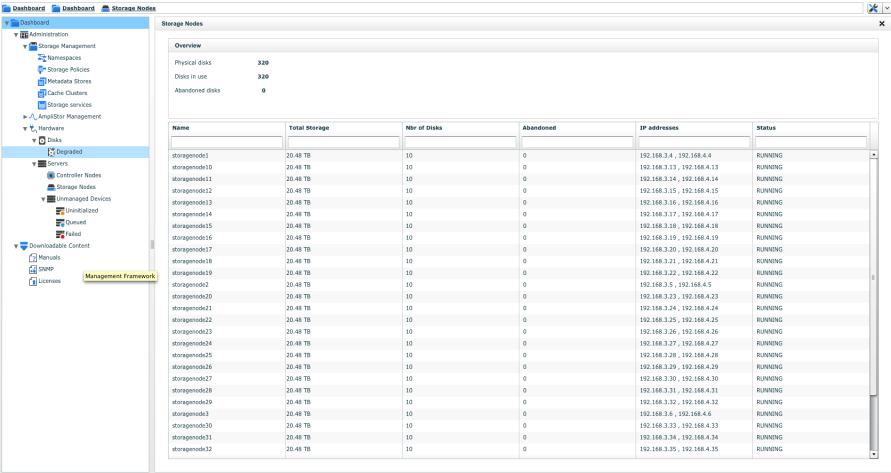 Dashboard Dashboard Storage Nodes
Dashboard
Administration
Storage Management
Namespaces
Storage Policies
Metadata Stores
Cache Clusters
Storage services
AmpliStor Management
Hardware
Disks
Degraded
Servers
Controller Nodes
Storage Nodes
Unmanaged Devices
Uninitialized
Queued
Failed
Downloadable Content
Manuals
SNMP
Licenses
Management Framework
Storage Nodes
Overview
Physical disks 320
Disks in use 320
Abandoned disks 0
Name Total Storage Nbr of Disks Abandoned IP addresses Status
storagenode1 20.48 TB 10 0 192.168.3.4 , 192.168.4.4 RUNNING
storagenode10 20.48 TB 10 0 192.168.3.13 , 192.168.4.13 RUNNING
storagenode11 20.48 TB 10 0 192.168.3.14 , 192.168.4.14 RUNNING
storagenode12 20.48 TB 10 0 192.168.3.15 , 192.168.4.15 RUNNING
storagenode13 20.48 TB 10 0 192.168.3.16 , 192.168.4.16 RUNNING
storagenode14 20.48 TB 10 0 192.168.3.17 , 192.168.4.17 RUNNING
storagenode15 20.48 TB 10 0 192.168.3.18 , 192.168.4.18 RUNNING
storagenode16 20.48 TB 10 0 192.168.3.19 , 192.168.4.19 RUNNING
storagenode17 20.48 TB 10 0 192.168.3.20 , 192.168.4.20 RUNNING
storagenode18 20.48 TB 10 0 192.168.3.21 , 192.168.4.21 RUNNING
storagenode19 20.48 TB 10 0 192.168.3.22 , 192.168.4.22 RUNNING
storagenode2 20.48 TB 10 0 192.168.3.5 , 192.168.4.5 RUNNING
storagenode20 20.48 TB 10 0 192.168.3.23 , 192.168.4.23 RUNNING
storagenode21 20.48 TB 10 0 192.168.3.24 , 192.168.4.24 RUNNING
storagenode22 20.48 TB 10 0 192.168.3.25 , 192.168.4.25 RUNNING
storagenode23 20.48 TB 10 0 192.168.3.26 , 192.168.4.26 RUNNING
storagenode24 20.48 TB 10 0 192.168.3.27 , 192.168.4.27 RUNNING
storagenode25 20.48 TB 10 0 192.168.3.28 , 192.168.4.28 RUNNING
storagenode26 20.48 TB 10 0 192.168.3.29 , 192.168.4.29 RUNNING
storagenode27 20.48 TB 10 0 192.168.3.30 , 192.168.4.30 RUNNING
storagenode28 20.48 TB 10 0 192.168.3.31 , 192.168.4.31 RUNNING
storagenode29 20.48 TB 10 0 192.168.3.32 , 192.168.4.32 RUNNING
storagenode3 20.48 TB 10 0 192.168.3.6 , 192.168.4.6 RUNNING
storagenode30 20.48 TB 10 0 192.168.3.33 , 192.168.4.33 RUNNING
storagenode31 20.48 TB 10 0 192.168.3.34 , 192.168.4.34 RUNNING
storagenode32 20.48 TB 10 0 192.168.3.35 , 192.168.4.35 RUNNING